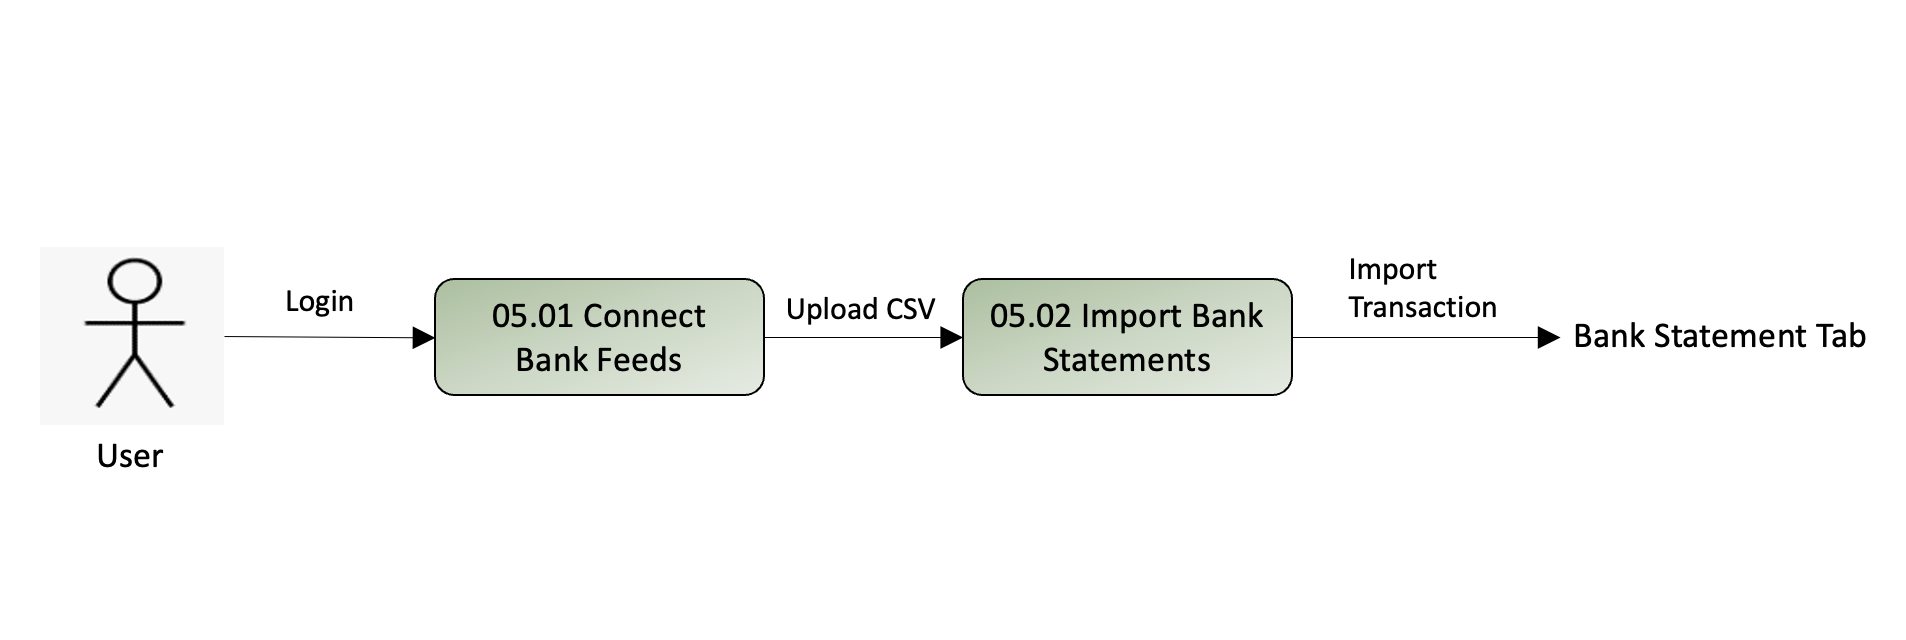 Login
05.01 Connect
Bank Feeds
Upload CSV
05.02 Import Bank
Statements
Import
Transaction
Bank Statement Tab
User